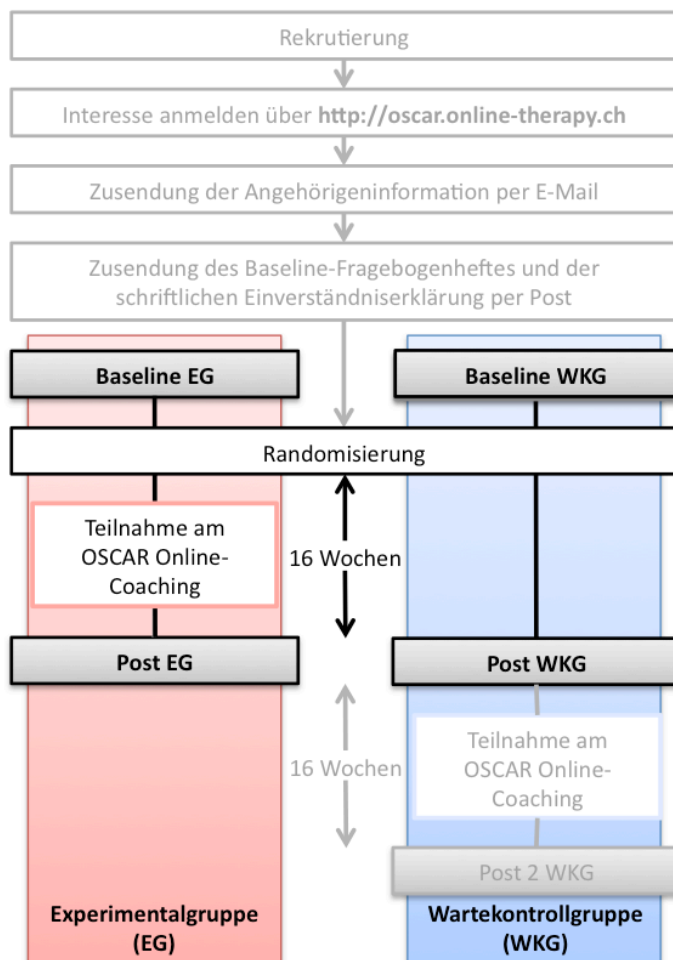 Rekrutierung
Interesse anmelden über http://oscar.online-therapy.ch
Zusendung der Angehörigeninformation per E-Mail
Zusendung des Baseline-Fragebogenheftes und der
schriftlichen Einverständniserklärung per Post
Baseline EG
Baseline WKG
Randomisierung
Teilnahme am
OSCAR Online-
Coaching
16 Wochen
Post EG
Post WKG
16 Wochen
Teilnahme am
OSCAR Online-
Coaching
Post 2 WKG
Experimentalgruppe
(EG)
Wartekontrollgruppe
(WKG)